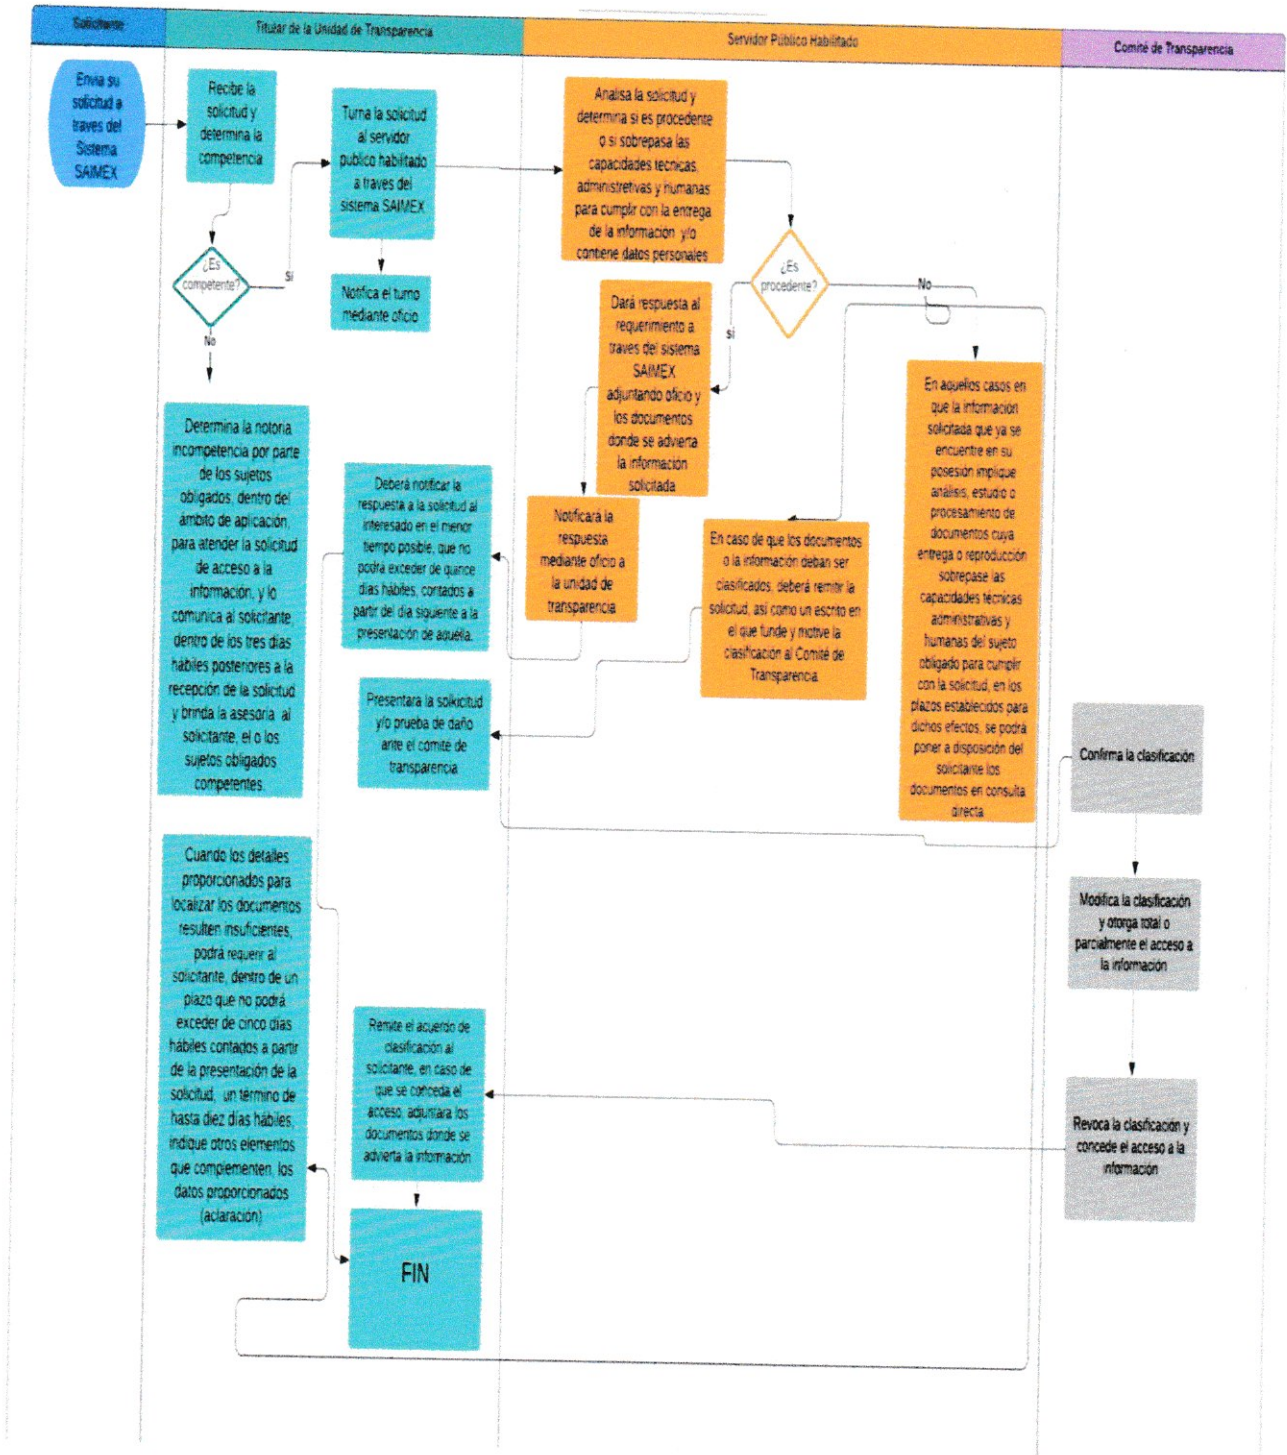 Solicitante
Titular de la Unidad de Transparencia
Servidor Público Habilitado
Comité de Transparencia
Envia su
solicitud a
traves del
Sistema
SAIMEX
Recibe la
solicitud y
determina la
competencia
Turna la solicitud
al servidor
publico habilitado
a traves del
sistema SAIMEX
Analisa la solicitud y
determina si es procedente
o si sobrepasa las
capacidades técnicas,
administretivas y humanas
para cumplir con la entrega
de la información y/o
contiene datos personales
¿Es
competente?
Si
No
Notifica el turno
mediante oficio
¿Es
procedente?
No
si
Dará respuesta al
requerimiento a
traves del sistema
SAIMEX
adjuntando oficio y
los documentos
donde se advierta
la información
solicitada
En aquellos casos en
que la información
solicitada que ya se
encuentre en su
posesión implique
análisis, estudio o
procesamiento de
documentos cuya
entrega o reproducción
sobrepase las
capacidades técnicas
administrativas y
humanas del sujeto
obligado para cumplir
con la solicitud, en los
plazos establecidos para
dichos efectos, se podrá
poner a disposición del
solicitante los
documentos en consulta
directa
Determina la notoria
incompetencia por parte
de los sujetos
obligados, dentro del
ámbito de aplicación,
para atender la solicitud
de acceso a la
información, y lo
comunica al solicitante,
dentro de los tres días
hábiles posteriores a la
recepción de la solicitud
y brinda la asesoria al
solicitante, el o los
sujetos obligados
competentes.
Deberá notificar la
respuesta a la solicitud al
interesado en el menor
tiempo posible, que no
podrá exceder de quince
días hábiles, contados a
partir del día siguiente a la
presentación de aquélla.
Notificará la
respuesta
mediante oficio a
la unidad de
transparencia
En caso de que los documentos
o la información deban ser
clasificados, deberá remitir la
solicitud, así como un escrito en
el que funde y motive la
clasificación al Comité de
Transparencia.
Presentara la solkicitud
y/o prueba de daño
ante el comité de
transparencia
Confirma la clasificación
Cuando los detalles
proporcionados para
localizar los documentos
resulten insuficientes,
podrá requerir al
solicitante, dentro de un
plazo que no podrá
exceder de cinco días
hábiles contados a partir
de la presentación de la
solicitud, un término de
hasta diez días hábiles,
indique otros elementos
que complementen, los
datos proporcionados
(aclaración)
Modifica la clasificación
y otorga total o
parcialmente el acceso a
la información
Remite el acuerdo de
clasificación al
solicitante, en caso de
que se conceda el
acceso, adjuntara los
documentos donde se
advierta la información
Revoca la clasificación y
concede el acceso a la
información
FIN